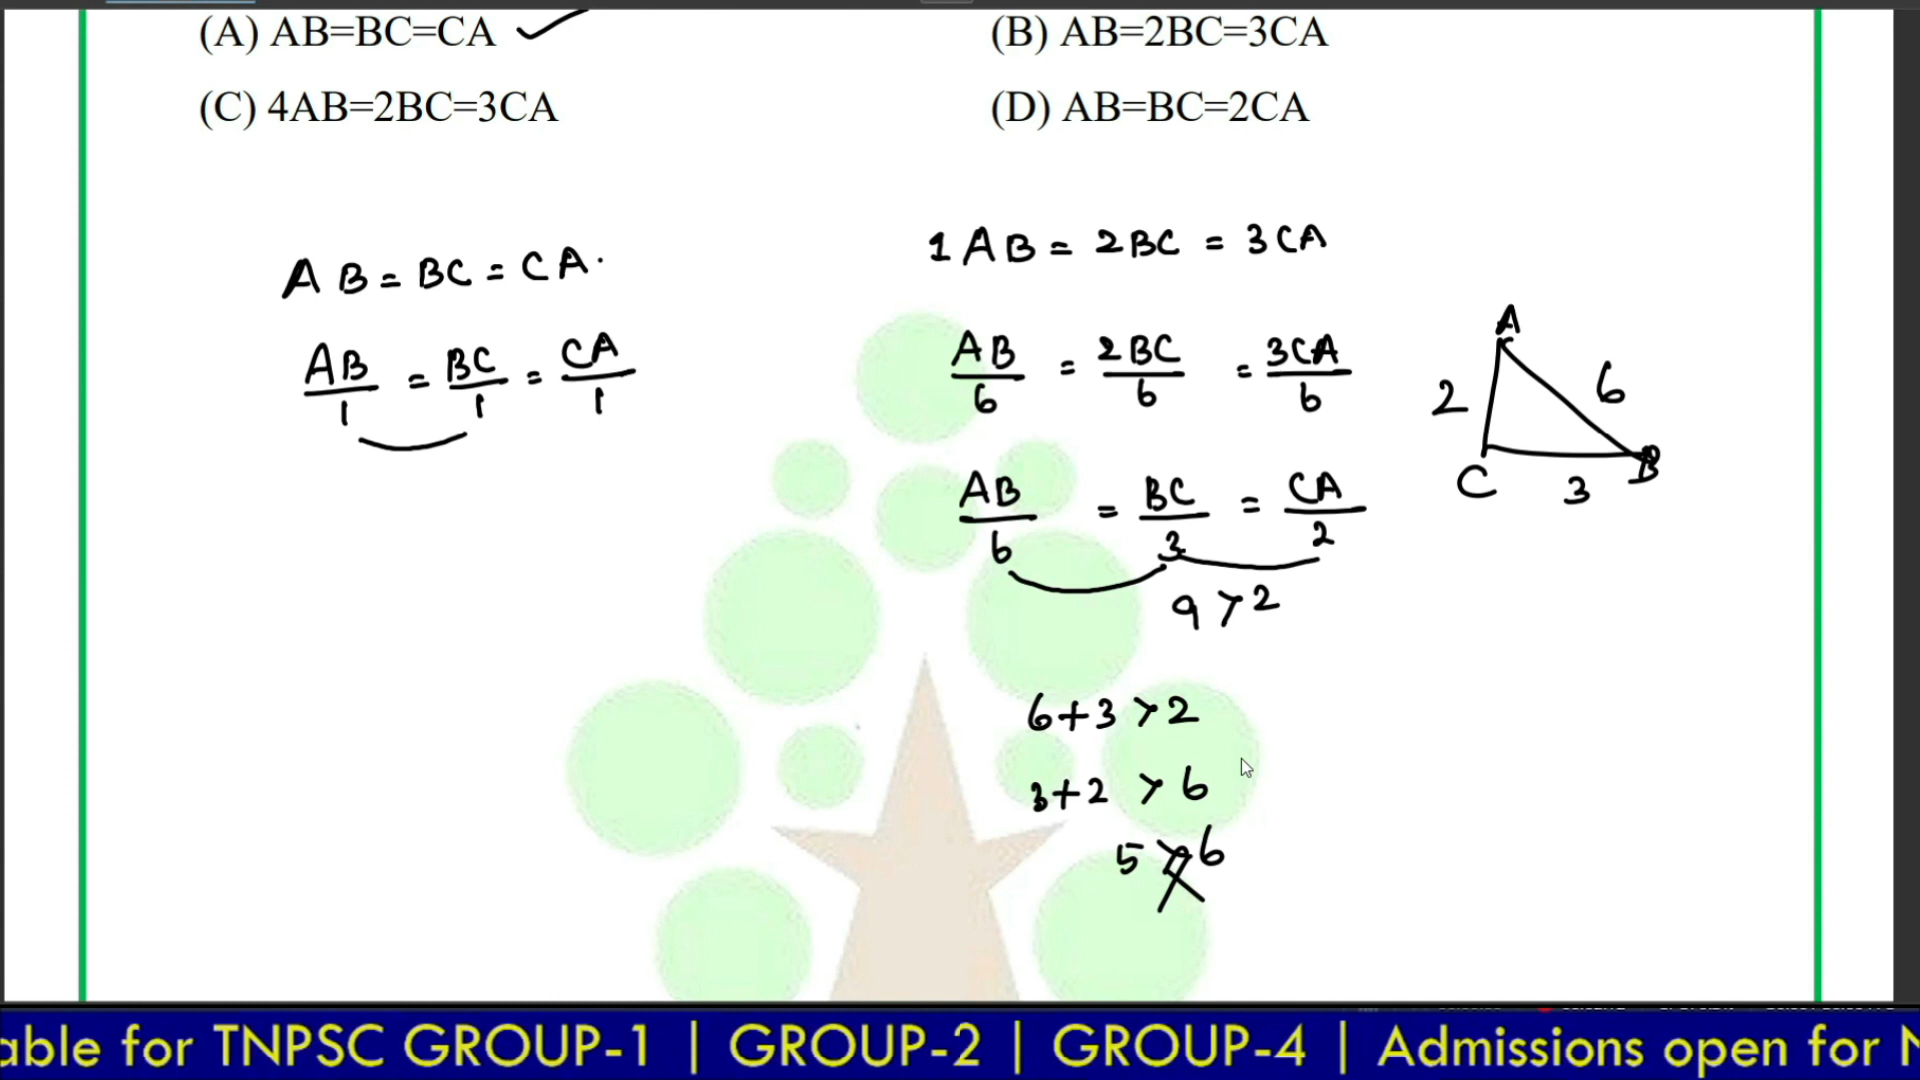 (A) AB=BC=CA
(B) AB=2BC=3CA
(C) 4AB=2BC=3CA
(D) AB=BC=2CA
AB = BC = CA.
AB/1 = BC/1 = CA/1
1AB = 2BC = 3CA
AB/6 = 2BC/6 = 3CA/6
AB/6 = BC/3 = CA/2
9 > 2
6+3 > 2
3+2 > 6
5 > 6
A
2
6
C
3
B
able for TNPSC GROUP-1 | GROUP-2 | GROUP-4 | Admissions open for N